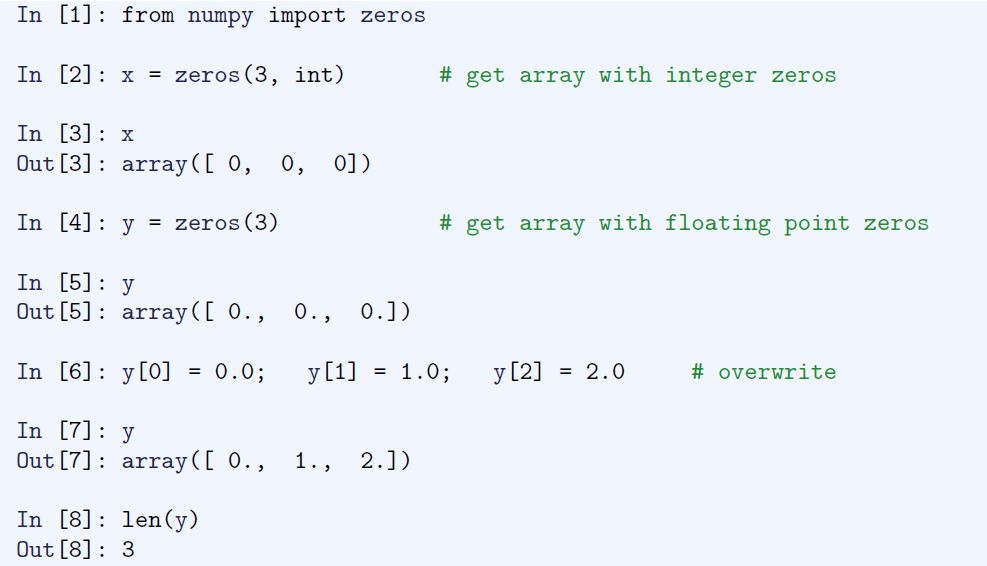 In [1]: from numpy import zeros
In [2]: x = zeros(3, int)       # get array with integer zeros
In [3]: x
Out[3]: array([ 0,  0,  0])
In [4]: y = zeros(3)            # get array with floating point zeros
In [5]: y
Out[5]: array([ 0.,  0.,  0.])
In [6]: y[0] = 0.0;   y[1] = 1.0;   y[2] = 2.0     # overwrite
In [7]: y
Out[7]: array([ 0.,  1.,  2.])
In [8]: len(y)
Out[8]: 3